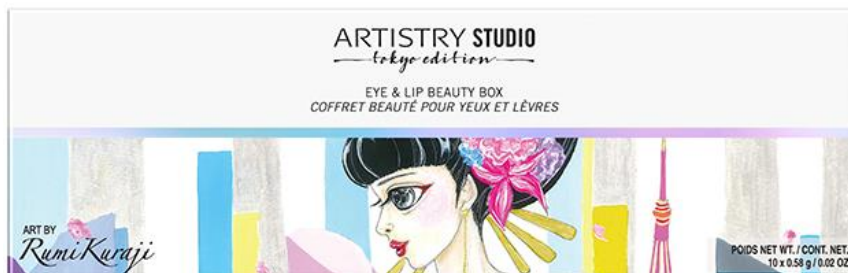 ARTISTRY STUDIO
tokyo edition
EYE & LIP BEAUTY BOX
COFFRET BEAUTÉ POUR YEUX ET LÈVRES
ART BY
RumiKuraji
POIDS NET WT. / CONT. NET.
10 x 0.58 g / 0.02 OZ